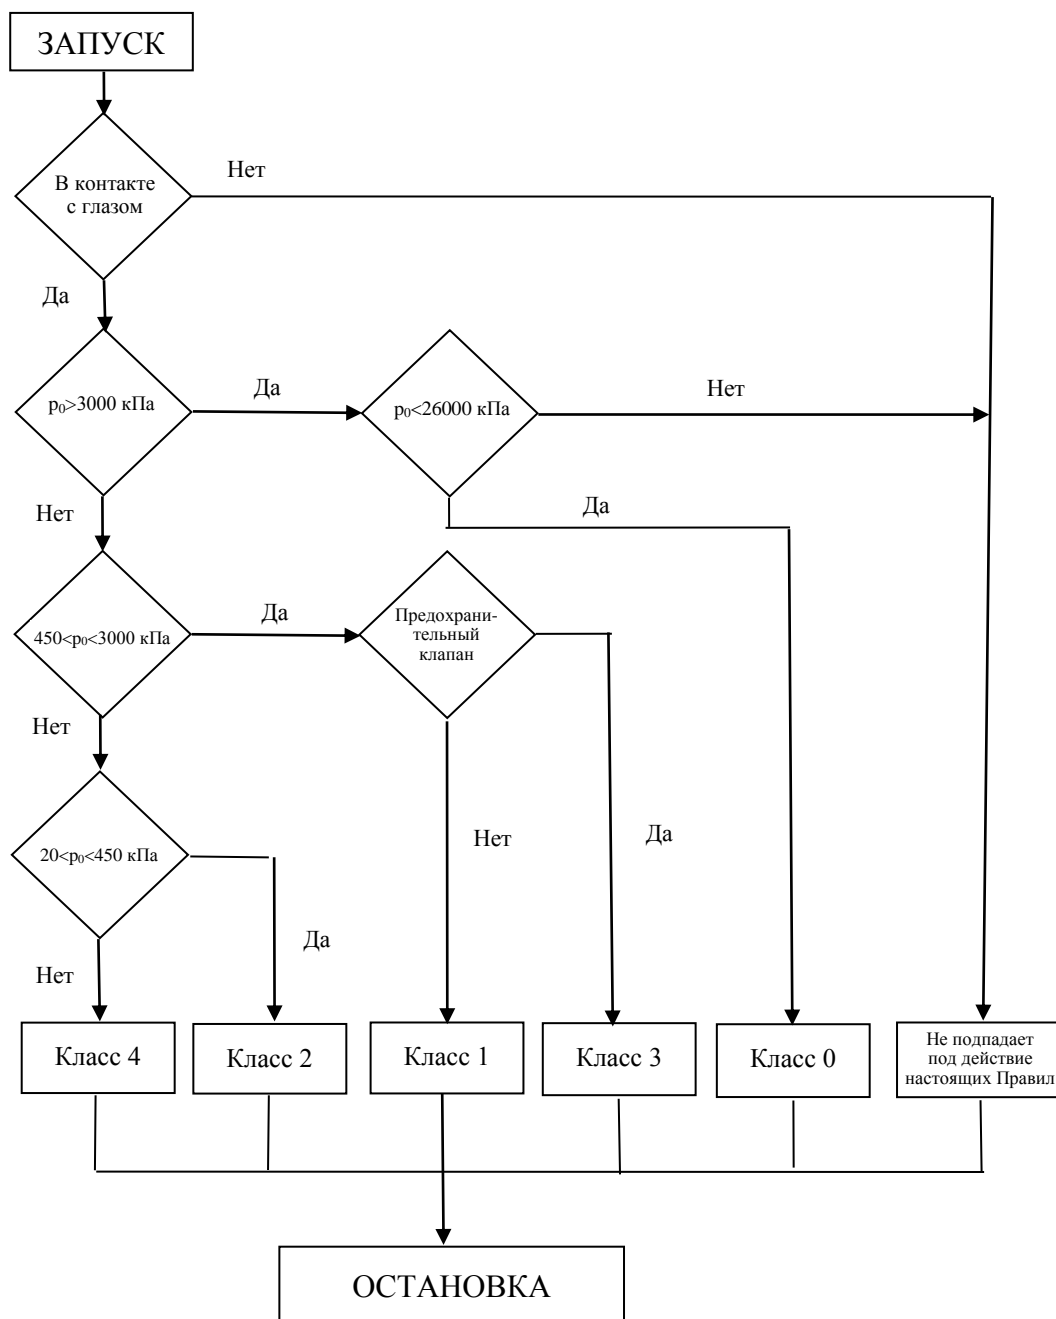 ЗАПУСК
Нет
В контакте
с глазом
Да
Да
Нет
p₀>3000 кПа
p₀<26000 кПа
Нет
Да
Да
Предохрани-
тельный
клапан
450<p₀<3000 кПа
Нет
Нет
Да
20<p₀<450 кПа
Да
Нет
Класс 4
Класс 2
Класс 1
Класс 3
Класс 0
Не подпадает
под действие
настоящих Правил
ОСТАНОВКА